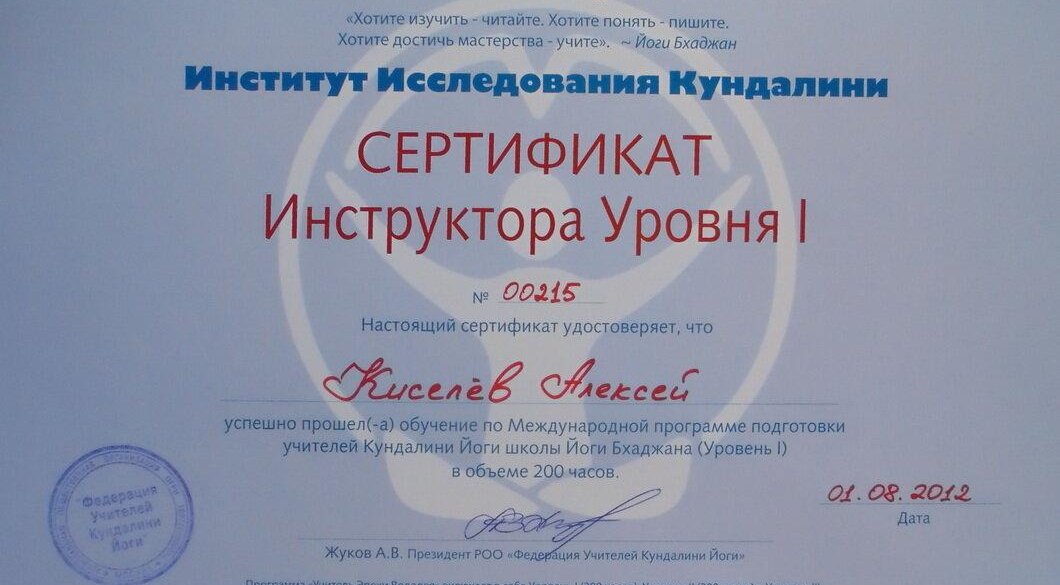 «Хотите изучить - читайте. Хотите понять - пишите.
Хотите достичь мастерства - учите». ~ Йоги Бхаджан
Институт Исследования Кундалини
СЕРТИФИКАТ
Инструктора Уровня I
№ 00215
Настоящий сертификат удостоверяет, что
Киселёв Алексей
успешно прошел(-а) обучение по Международной программе подготовки
учителей Кундалини Йоги школы Йоги Бхаджана (Уровень I)
в объеме 200 часов.
01.08.2012
Дата
Федерация
Учителей
Кундалини
Йоги
Жуков А.В. Президент РОО «Федерация Учителей Кундалини Йоги»